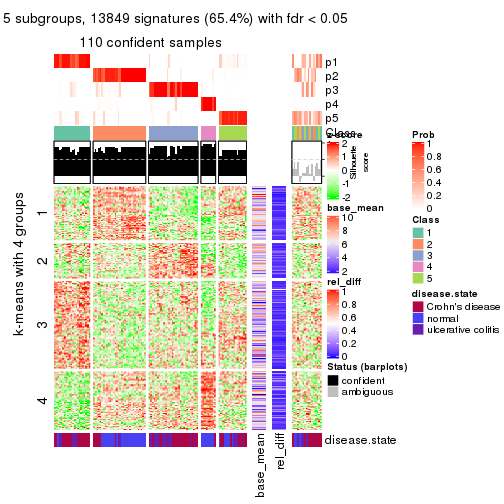 5 subgroups, 13849 signatures (65.4%) with fdr < 0.05
110 confident samples
p1
p2
p3
p4
p5
Class
Silhouette
score
1
2
3
4
k-means with 4 groups
base_mean
rel_diff
disease.state
z-score
2
1
0
-1
-2
base_mean
10
8
6
4
2
rel_diff
1
0.8
0.6
0.4
0.2
0
Status (barplots)
confident
ambiguous
Prob
1
0.8
0.6
0.4
0.2
0
Class
1
2
3
4
5
disease.state
Crohn's disease
normal
ulcerative colitis